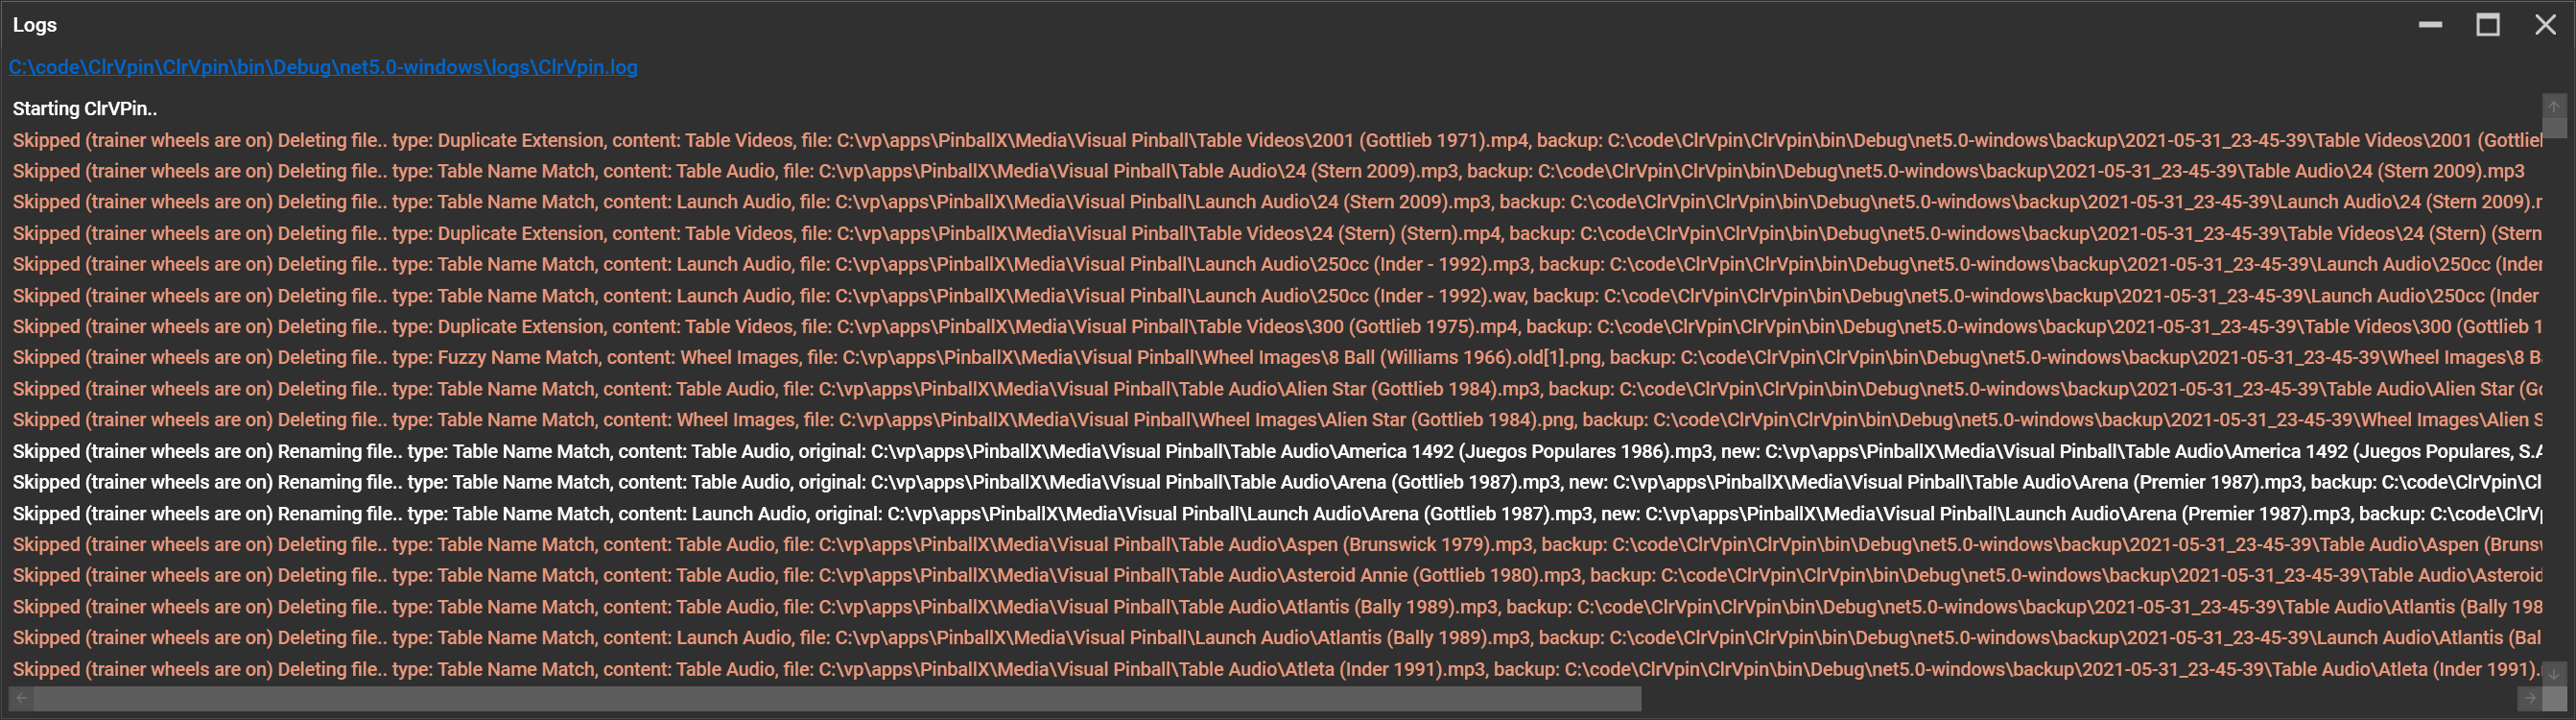 Logs
C:\code\ClrVpin\ClrVpin\bin\Debug\net5.0-windows\logs\ClrVpin.log
Starting ClrVPin..
Skipped (trainer wheels are on) Deleting file.. type: Duplicate Extension, content: Table Videos, file: C:\vp\apps\PinballX\Media\Visual Pinball\Table Videos\2001 (Gottlieb 1971).mp4, backup: C:\code\ClrVpin\ClrVpin\bin\Debug\net5.0-windows\backup\2021-05-31_23-45-39\Table Videos\2001 (Gottlieb
Skipped (trainer wheels are on) Deleting file.. type: Table Name Match, content: Table Audio, file: C:\vp\apps\PinballX\Media\Visual Pinball\Table Audio\24 (Stern 2009).mp3, backup: C:\code\ClrVpin\ClrVpin\bin\Debug\net5.0-windows\backup\2021-05-31_23-45-39\Table Audio\24 (Stern 2009).mp3
Skipped (trainer wheels are on) Deleting file.. type: Table Name Match, content: Launch Audio, file: C:\vp\apps\PinballX\Media\Visual Pinball\Launch Audio\24 (Stern 2009).mp3, backup: C:\code\ClrVpin\ClrVpin\bin\Debug\net5.0-windows\backup\2021-05-31_23-45-39\Launch Audio\24 (Stern 2009).
Skipped (trainer wheels are on) Deleting file.. type: Duplicate Extension, content: Table Videos, file: C:\vp\apps\PinballX\Media\Visual Pinball\Table Videos\24 (Stern) (Stern).mp4, backup: C:\code\ClrVpin\ClrVpin\bin\Debug\net5.0-windows\backup\2021-05-31_23-45-39\Table Videos\24 (Stern) (Stern
Skipped (trainer wheels are on) Deleting file.. type: Table Name Match, content: Launch Audio, file: C:\vp\apps\PinballX\Media\Visual Pinball\Launch Audio\250cc (Inder - 1992).mp3, backup: C:\code\ClrVpin\ClrVpin\bin\Debug\net5.0-windows\backup\2021-05-31_23-45-39\Launch Audio\250cc (Inder
Skipped (trainer wheels are on) Deleting file.. type: Table Name Match, content: Launch Audio, file: C:\vp\apps\PinballX\Media\Visual Pinball\Launch Audio\250cc (Inder - 1992).wav, backup: C:\code\ClrVpin\ClrVpin\bin\Debug\net5.0-windows\backup\2021-05-31_23-45-39\Launch Audio\250cc (Inder
Skipped (trainer wheels are on) Deleting file.. type: Duplicate Extension, content: Table Videos, file: C:\vp\apps\PinballX\Media\Visual Pinball\Table Videos\300 (Gottlieb 1975).mp4, backup: C:\code\ClrVpin\ClrVpin\bin\Debug\net5.0-windows\backup\2021-05-31_23-45-39\Table Videos\300 (Gottlieb 1
Skipped (trainer wheels are on) Deleting file.. type: Fuzzy Name Match, content: Wheel Images, file: C:\vp\apps\PinballX\Media\Visual Pinball\Wheel Images\8 Ball (Williams 1966).old[1].png, backup: C:\code\ClrVpin\ClrVpin\bin\Debug\net5.0-windows\backup\2021-05-31_23-45-39\Wheel Images\8 B
Skipped (trainer wheels are on) Deleting file.. type: Table Name Match, content: Table Audio, file: C:\vp\apps\PinballX\Media\Visual Pinball\Table Audio\Alien Star (Gottlieb 1984).mp3, backup: C:\code\ClrVpin\ClrVpin\bin\Debug\net5.0-windows\backup\2021-05-31_23-45-39\Table Audio\Alien Star (Go
Skipped (trainer wheels are on) Deleting file.. type: Table Name Match, content: Wheel Images, file: C:\vp\apps\PinballX\Media\Visual Pinball\Wheel Images\Alien Star (Gottlieb 1984).png, backup: C:\code\ClrVpin\ClrVpin\bin\Debug\net5.0-windows\backup\2021-05-31_23-45-39\Wheel Images\Alien S
Skipped (trainer wheels are on) Renaming file.. type: Table Name Match, content: Table Audio, original: C:\vp\apps\PinballX\Media\Visual Pinball\Table Audio\America 1492 (Juegos Populares 1986).mp3, new: C:\vp\apps\PinballX\Media\Visual Pinball\Table Audio\America 1492 (Juegos Populares, S.A
Skipped (trainer wheels are on) Renaming file.. type: Table Name Match, content: Table Audio, original: C:\vp\apps\PinballX\Media\Visual Pinball\Table Audio\Arena (Gottlieb 1987).mp3, new: C:\vp\apps\PinballX\Media\Visual Pinball\Table Audio\Arena (Premier 1987).mp3, backup: C:\code\ClrVpin\Cl
Skipped (trainer wheels are on) Renaming file.. type: Table Name Match, content: Launch Audio, original: C:\vp\apps\PinballX\Media\Visual Pinball\Launch Audio\Arena (Gottlieb 1987).mp3, new: C:\vp\apps\PinballX\Media\Visual Pinball\Launch Audio\Arena (Premier 1987).mp3, backup: C:\code\ClrVp
Skipped (trainer wheels are on) Deleting file.. type: Table Name Match, content: Table Audio, file: C:\vp\apps\PinballX\Media\Visual Pinball\Table Audio\Aspen (Brunswick 1979).mp3, backup: C:\code\ClrVpin\ClrVpin\bin\Debug\net5.0-windows\backup\2021-05-31_23-45-39\Table Audio\Aspen (Brunsw
Skipped (trainer wheels are on) Deleting file.. type: Table Name Match, content: Table Audio, file: C:\vp\apps\PinballX\Media\Visual Pinball\Table Audio\Asteroid Annie (Gottlieb 1980).mp3, backup: C:\code\ClrVpin\ClrVpin\bin\Debug\net5.0-windows\backup\2021-05-31_23-45-39\Table Audio\Asteroid
Skipped (trainer wheels are on) Deleting file.. type: Table Name Match, content: Table Audio, file: C:\vp\apps\PinballX\Media\Visual Pinball\Table Audio\Atlantis (Bally 1989).mp3, backup: C:\code\ClrVpin\ClrVpin\bin\Debug\net5.0-windows\backup\2021-05-31_23-45-39\Table Audio\Atlantis (Bally 198
Skipped (trainer wheels are on) Deleting file.. type: Table Name Match, content: Launch Audio, file: C:\vp\apps\PinballX\Media\Visual Pinball\Launch Audio\Atlantis (Bally 1989).mp3, backup: C:\code\ClrVpin\ClrVpin\bin\Debug\net5.0-windows\backup\2021-05-31_23-45-39\Launch Audio\Atlantis (Bal
Skipped (trainer wheels are on) Deleting file.. type: Table Name Match, content: Table Audio, file: C:\vp\apps\PinballX\Media\Visual Pinball\Table Audio\Atleta (Inder 1991).mp3, backup: C:\code\ClrVpin\ClrVpin\bin\Debug\net5.0-windows\backup\2021-05-31_23-45-39\Table Audio\Atleta (Inder 1991).